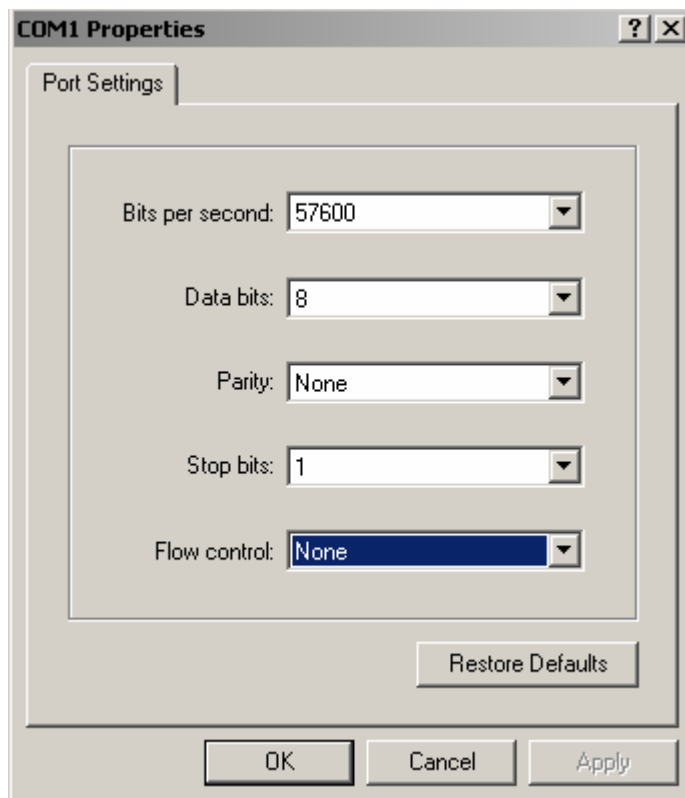 COM1 Properties
Port Settings
Bits per second: 57600
Data bits: 8
Parity: None
Stop bits: 1
Flow control: None
Restore Defaults
OK Cancel Apply